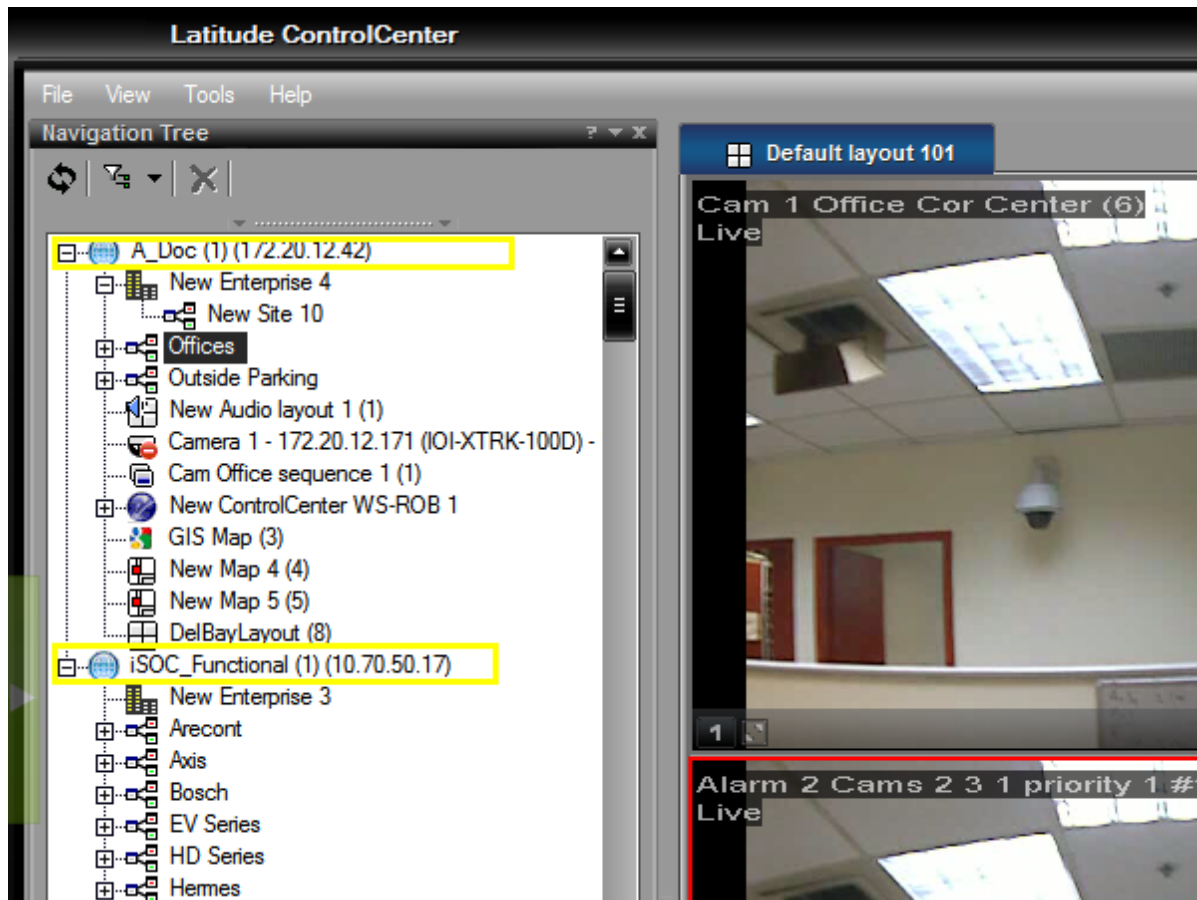 Latitude ControlCenter
File View Tools Help
Navigation Tree
A_Doc (1) (172.20.12.42)
New Enterprise 4
New Site 10
Offices
Outside Parking
New Audio layout 1 (1)
Camera 1 - 172.20.12.171 (IOI-XTRK-100D) -
Cam Office sequence 1 (1)
New ControlCenter WS-ROB 1
GIS Map (3)
New Map 4 (4)
New Map 5 (5)
DelBayLayout (8)
iSOC_Functional (1) (10.70.50.17)
New Enterprise 3
Arecont
Axis
Bosch
EV Series
HD Series
Hermes
Default layout 101
Cam 1 Office Cor Center (6)
Live
1
Alarm 2 Cams 2 3 1 priority 1 #
Live